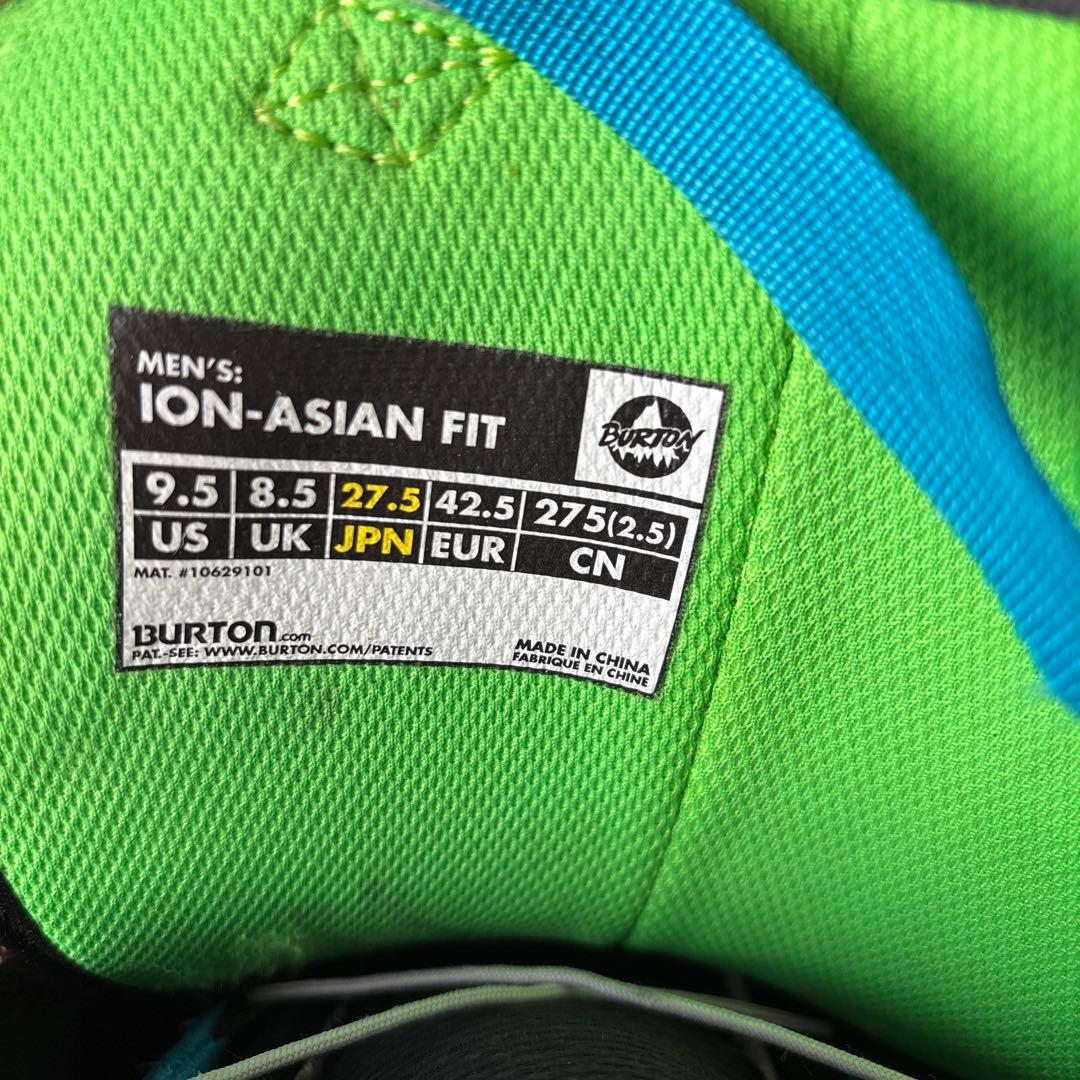 MEN'S:
ION-ASIAN FIT
BURTON
9.5 8.5 27.5 42.5 275(2.5)
US UK JPN EUR CN
MAT. #10629101
BURTON.com
PAT.-SEE: WWW.BURTON.COM/PATENTS
MADE IN CHINA
FABRIQUE EN CHINE